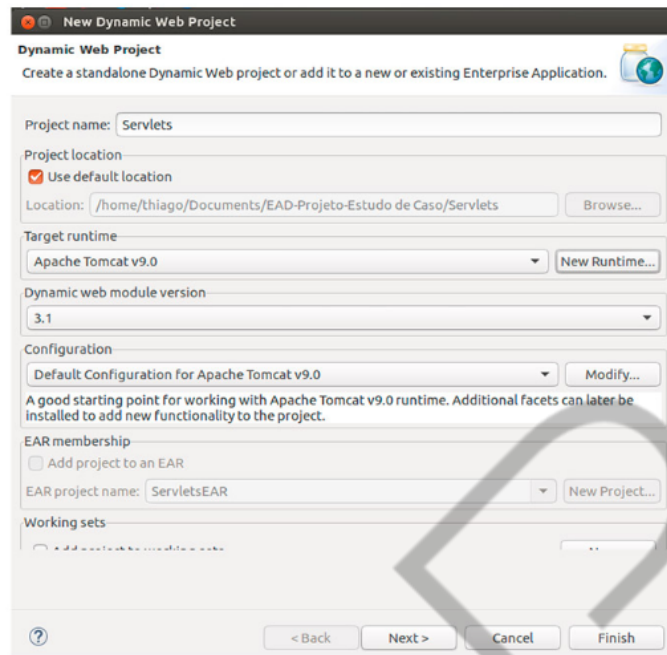 New Dynamic Web Project
Dynamic Web Project
Create a standalone Dynamic Web project or add it to a new or existing Enterprise Application.
Project name: Servlets
Project location
Use default location
Location: /home/thiago/Documents/EAD-Projeto-Estudo de Caso/Servlets Browse...
Target runtime
Apache Tomcat v9.0 New Runtime...
Dynamic web module version
3.1
Configuration
Default Configuration for Apache Tomcat v9.0 Modify...
A good starting point for working with Apache Tomcat v9.0 runtime. Additional facets can later be
installed to add new functionality to the project.
EAR membership
Add project to an EAR
EAR project name: ServletsEAR New Project...
Working sets
? < Back Next > Cancel Finish